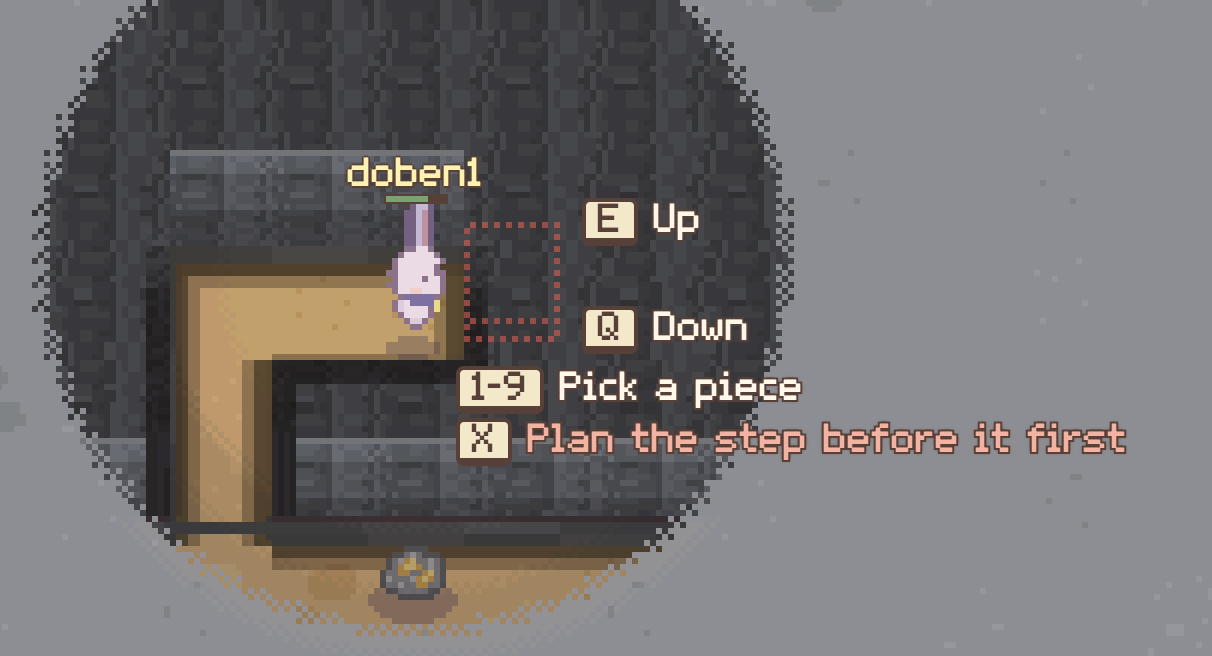 doben1
E Up
Q Down
1-9 Pick a piece
X Plan the step before it first